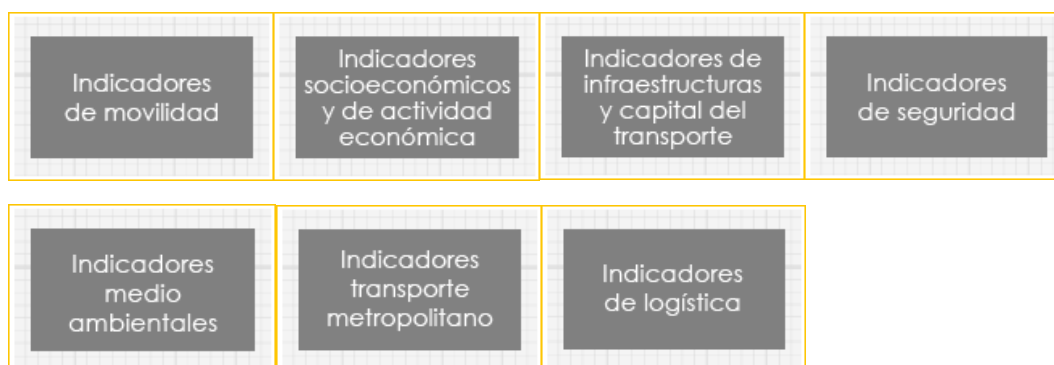 Indicadores
de movilidad
Indicadores
socioeconómicos
y de actividad
económica
Indicadores de
infraestructuras
y capital del
transporte
Indicadores
de seguridad
Indicadores
medio
ambientales
Indicadores
transporte
metropolitano
Indicadores
de logística